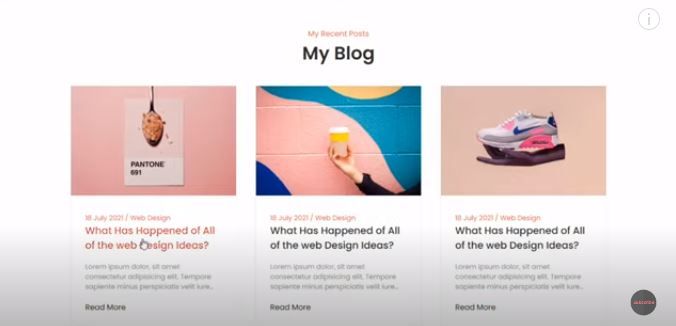 My Recent Posts
My Blog
PANTONE
691
18 July 2021 / Web Design
What Has Happened of All
of the web Design Ideas?
Lorem ipsum dolor, sit amet
consectetur adipisicing elit. Tempore
sapiente minus perspiciatis velit iure...
Read More
18 July 2021 / Web Design
What Has Happened of All
of the web Design Ideas?
Lorem ipsum dolor, sit amet
consectetur adipisicing elit. Tempore
sapiente minus perspiciatis velit iure...
Read More
18 July 2021 / Web Design
What Has Happened of All
of the web Design Ideas?
Lorem ipsum dolor, sit amet
consectetur adipisicing elit. Tempore
sapiente minus perspiciatis velit iure...
Read More